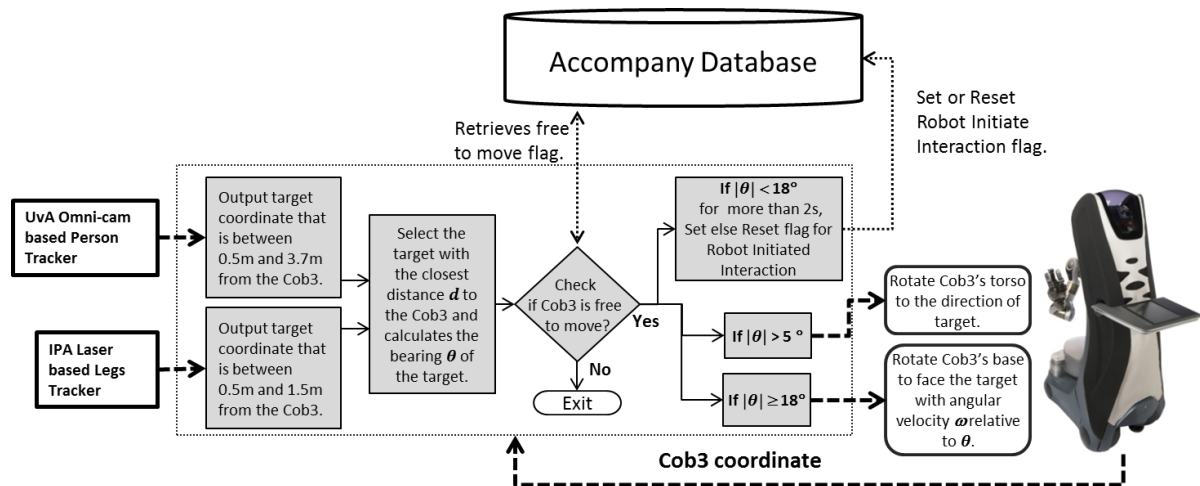 Accompany Database
Retrieves free
to move flag.
Set or Reset
Robot Initiate
Interaction flag.
UvA Omni-cam
based Person
Tracker
Output target
coordinate that
is between
0.5m and 3.7m
from the Cob3.
IPA Laser
based Legs
Tracker
Output target
coordinate that
is between
0.5m and 1.5m
from the Cob3.
Select the
target with
the closest
distance d to
the Cob3 and
calculates the
bearing θ of
the target.
Check
if Cob3 is free
to move?
Yes
No
Exit
If |θ| < 18°
for more than 2s,
Set else Reset flag for
Robot Initiated
Interaction
If |θ| > 5 °
If |θ| ≥ 18°
Rotate Cob3's torso
to the direction of
target.
Rotate Cob3's base
to face the target
with angular
velocity ω relative
to θ.
Cob3 coordinate